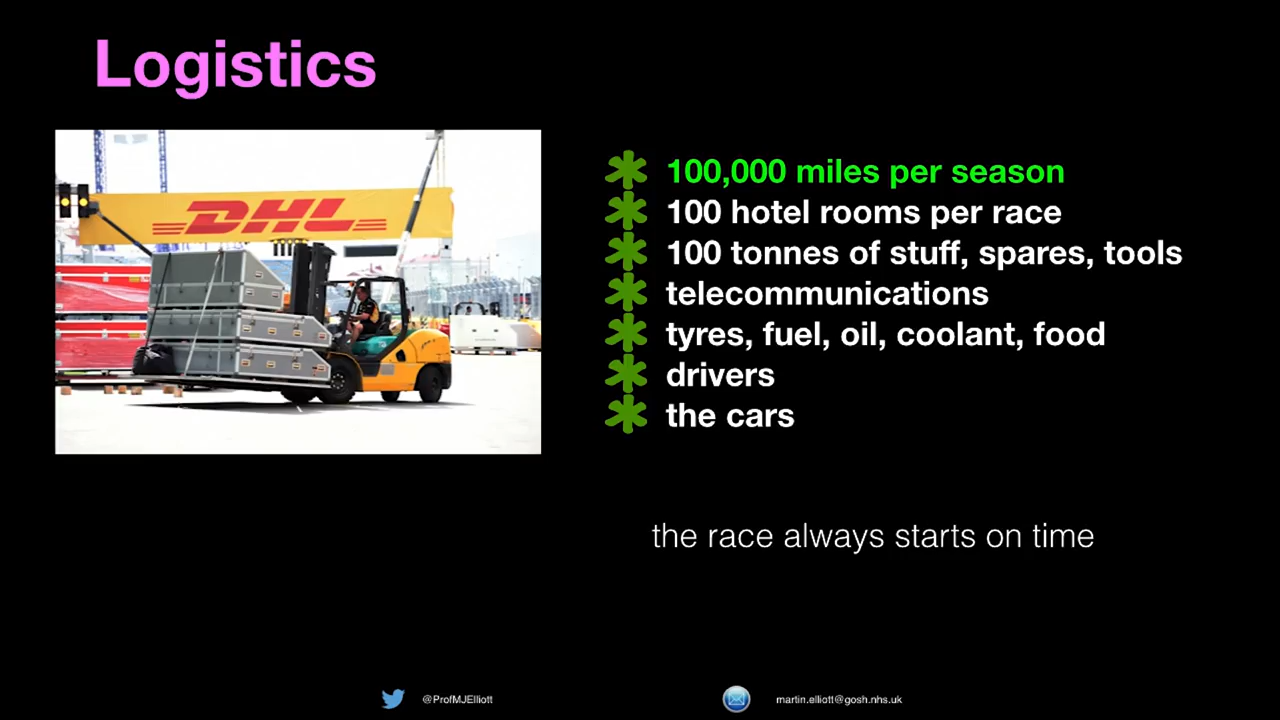 Logistics
DHL
100,000 miles per season
100 hotel rooms per race
100 tonnes of stuff, spares, tools
telecommunications
tyres, fuel, oil, coolant, food
drivers
the cars
the race always starts on time
@ProfMJElliott
martin.elliott@gosh.nhs.uk